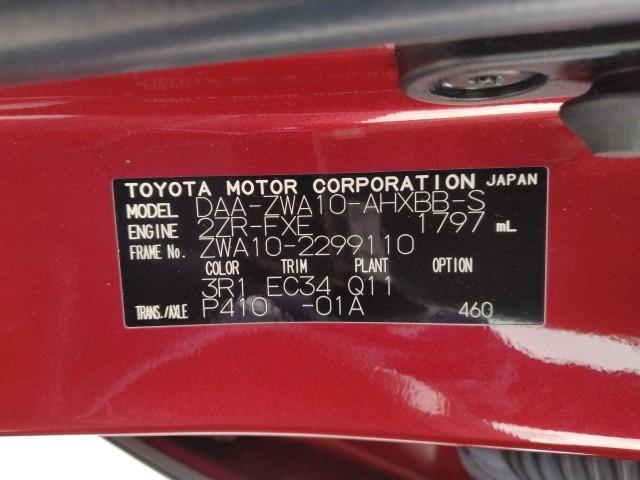 TOYOTA MOTOR CORPORATION JAPAN
MODEL DAA-ZWA10-AHXBB-S
ENGINE 2ZR-FXE 1797 mL
FRAME NO. ZWA10-2299110
COLOR TRIM PLANT OPTION
3R1 EC34 Q11
TRANS./AXLE P410 -01A 460